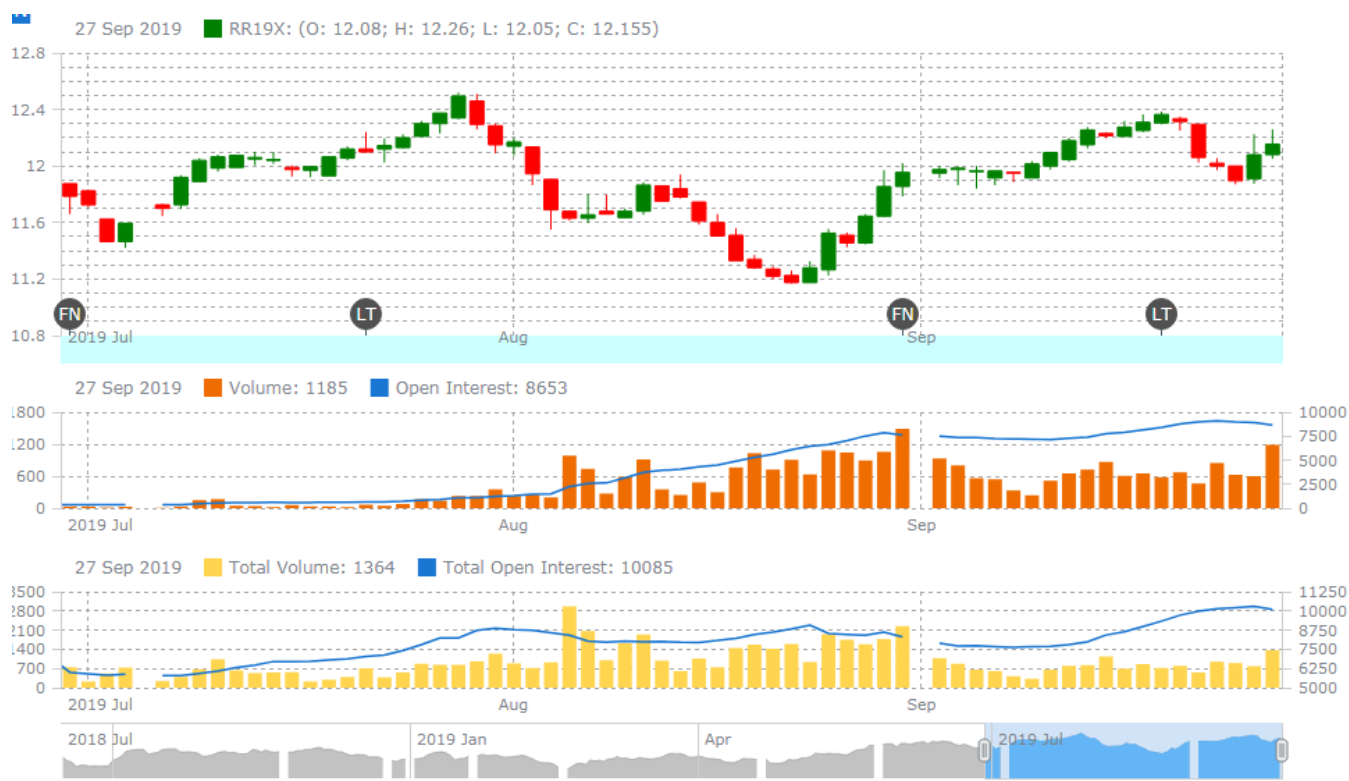 27 Sep 2019 RR19X: (O: 12.08; H: 12.26; L: 12.05; C: 12.155)
12.8
12.4
12
11.6
11.2
10.8
FN LT FN LT
2019 Jul Aug Sep
27 Sep 2019 Volume: 1185 Open Interest: 8653
10000
1200 7500
600 5000
2500
0 0
2019 Jul Aug Sep
27 Sep 2019 Total Volume: 1364 Total Open Interest: 10085
11250
2800 10000
2100 8750
1400 7500
700 6250
0 5000
2019 Jul Aug Sep
2018 Jul 2019 Jan Apr 2019 Jul